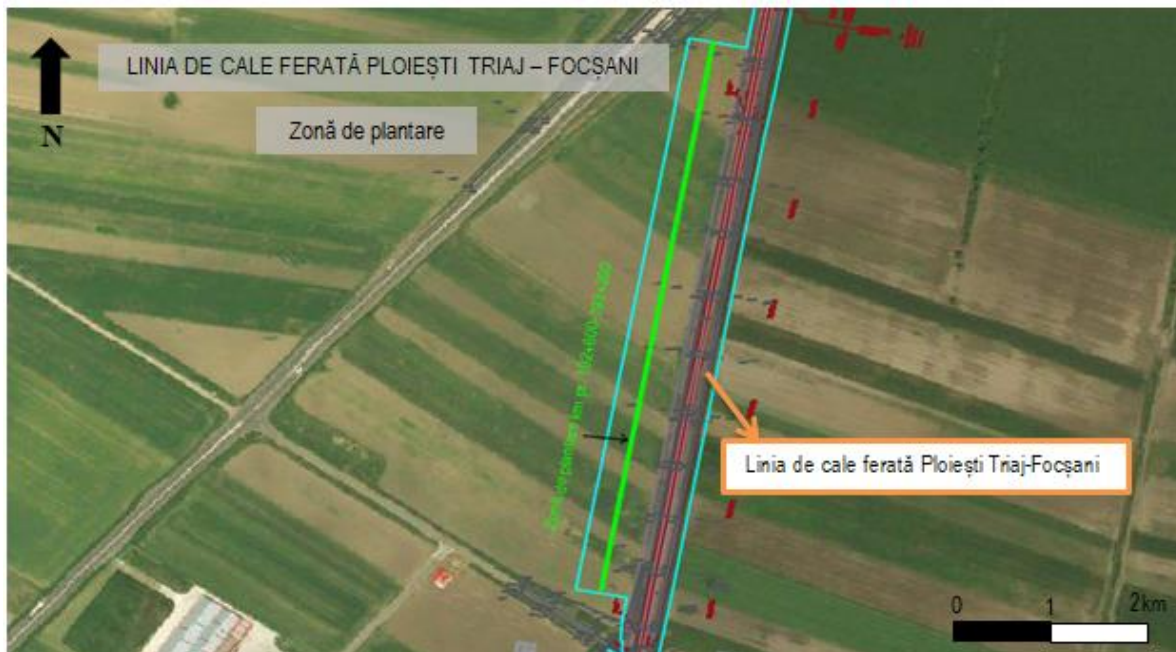 LINIA DE CALE FERATĂ PLOIEȘTI TRIAJ – FOCȘANI
Zonă de plantare
N
Linia de cale ferată Ploiești Triaj-Focșani
0 1 2km